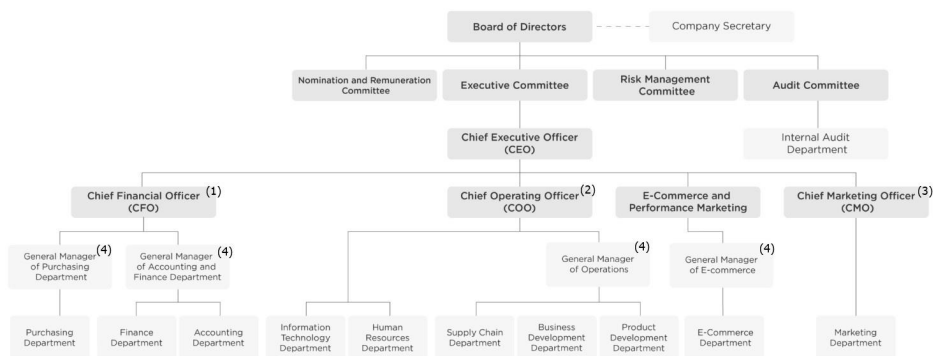 Board of Directors
Company Secretary
Nomination and Remuneration
Committee
Executive Committee
Risk Management
Committee
Audit Committee
Chief Executive Officer
(CEO)
Internal Audit
Department
Chief Financial Officer (1)
(CFO)
Chief Operating Officer (2)
(COO)
E-Commerce and
Performance Marketing
Chief Marketing Officer (3)
(CMO)
General Manager (4)
of Purchasing
Department
General Manager (4)
of Accounting and
Finance Department
General Manager (4)
of Operations
General Manager (4)
of E-commerce
Purchasing
Department
Finance
Department
Accounting
Department
Information
Technology
Department
Human
Resources
Department
Supply Chain
Department
Business
Development
Department
Product
Development
Department
E-Commerce
Department
Marketing
Department